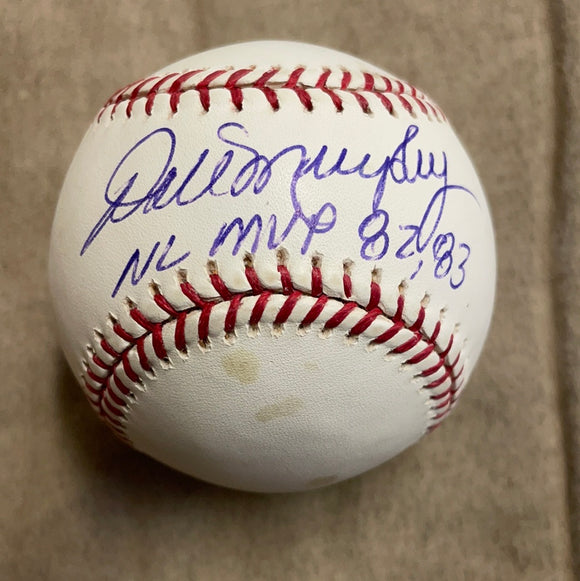 Dale Murphy
NL MVP 82, 83